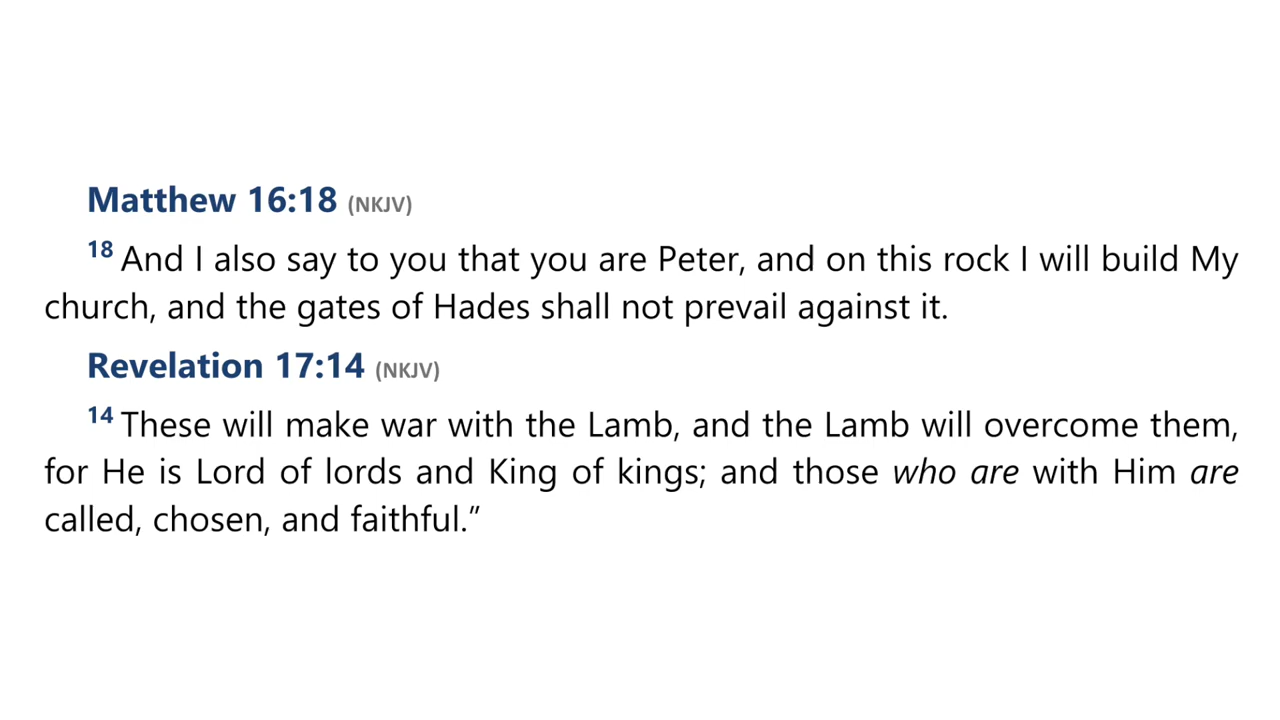 Matthew 16:18 (NKJV)
18 And I also say to you that you are Peter, and on this rock I will build My
church, and the gates of Hades shall not prevail against it.
Revelation 17:14 (NKJV)
14 These will make war with the Lamb, and the Lamb will overcome them,
for He is Lord of lords and King of kings; and those who are with Him are
called, chosen, and faithful.”